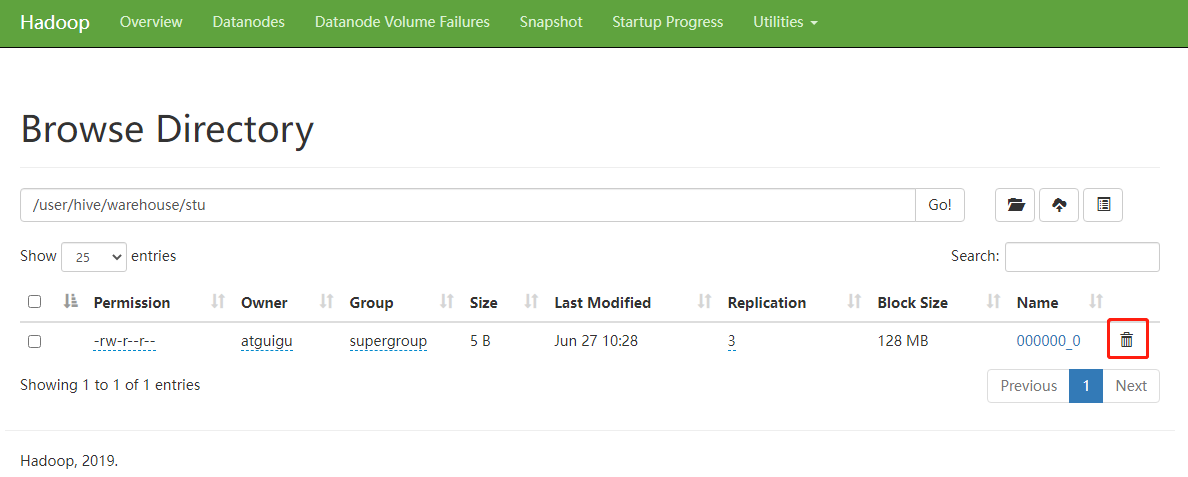 Hadoop Overview Datanodes Datanode Volume Failures Snapshot Startup Progress Utilities
Browse Directory
/user/hive/warehouse/stu Go!
Show 25 entries Search:
Permission Owner Group Size Last Modified Replication Block Size Name
-rw-r--r-- atguigu supergroup 5 B Jun 27 10:28 3 128 MB 000000_0
Showing 1 to 1 of 1 entries Previous 1 Next
Hadoop, 2019.